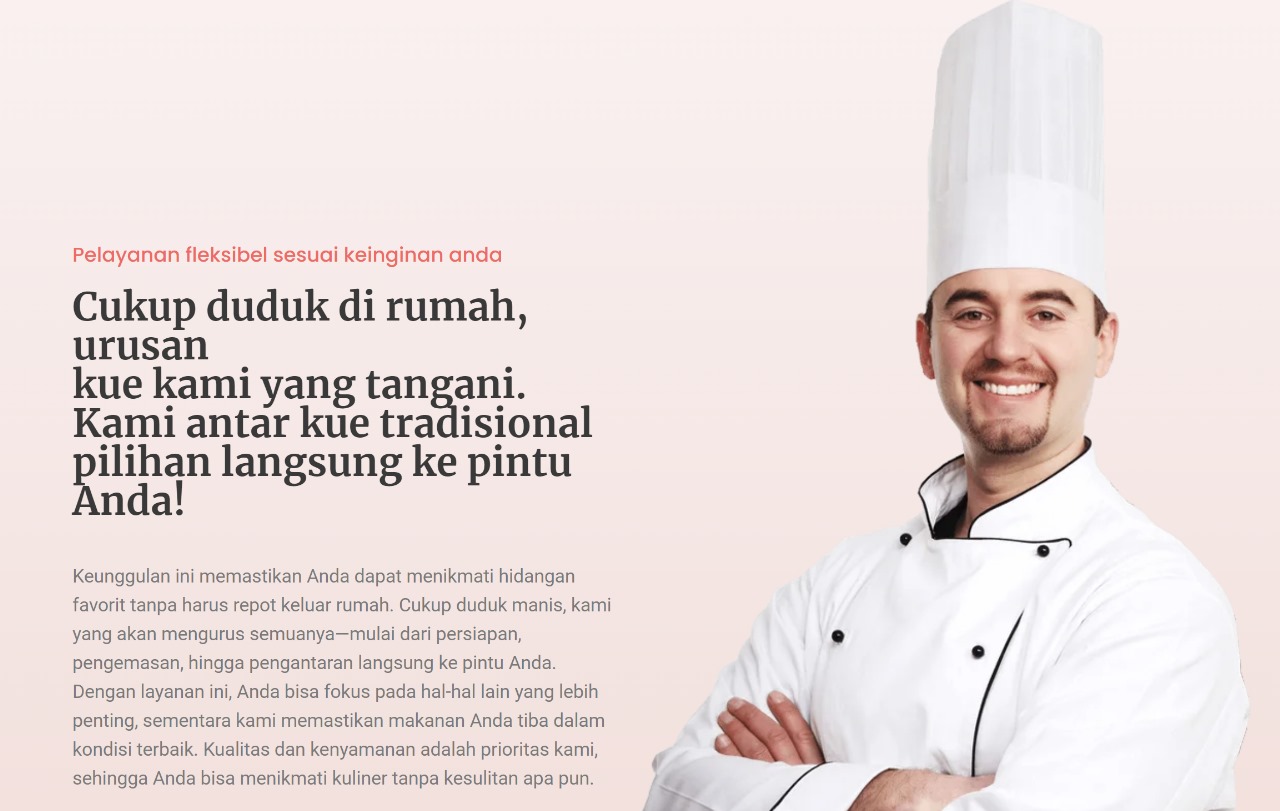 Pelayanan fleksibel sesuai keinginan anda
Cukup duduk di rumah,
urusan
kue kami yang tangani.
Kami antar kue tradisional
pilihan langsung ke pintu
Anda!
Keunggulan ini memastikan Anda dapat menikmati hidangan
favorit tanpa harus repot keluar rumah. Cukup duduk manis, kami
yang akan mengurus semuanya—mulai dari persiapan,
pengemasan, hingga pengantaran langsung ke pintu Anda.
Dengan layanan ini, Anda bisa fokus pada hal-hal lain yang lebih
penting, sementara kami memastikan makanan Anda tiba dalam
kondisi terbaik. Kualitas dan kenyamanan adalah prioritas kami,
sehingga Anda bisa menikmati kuliner tanpa kesulitan apa pun.